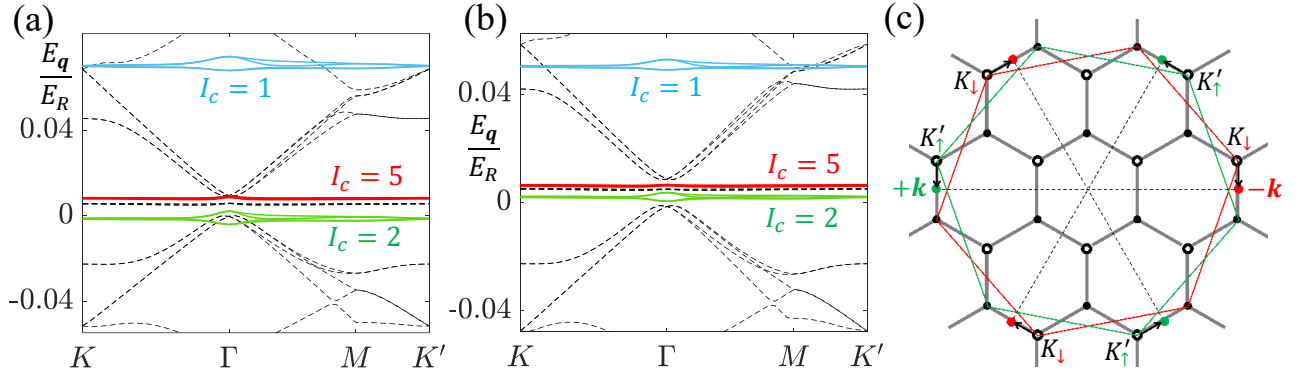 (a)
E_q
E_R
0.04
0
-0.04
I_c = 1
I_c = 5
I_c = 2
K Γ M K′
(b)
E_q
E_R
0.04
0
-0.04
I_c = 1
I_c = 5
I_c = 2
K Γ M K′
(c)
K↓ K′↑
K′↑ K↓
+k -k
K↓ K′↑